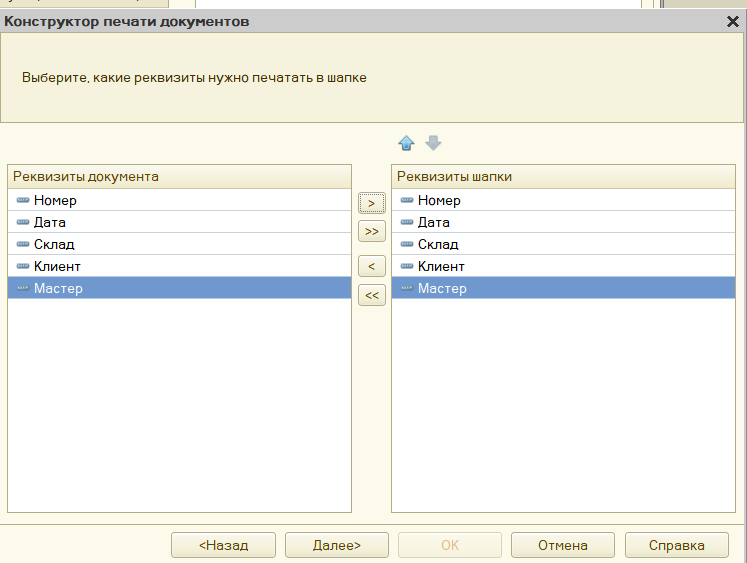 Конструктор печати документов
Выберите, какие реквизиты нужно печатать в шапке
Реквизиты документа
Номер
Дата
Склад
Клиент
Мастер
>
>>
<
<<
Реквизиты шапки
Номер
Дата
Склад
Клиент
Мастер
<Назад
Далее>
OK
Отмена
Справка